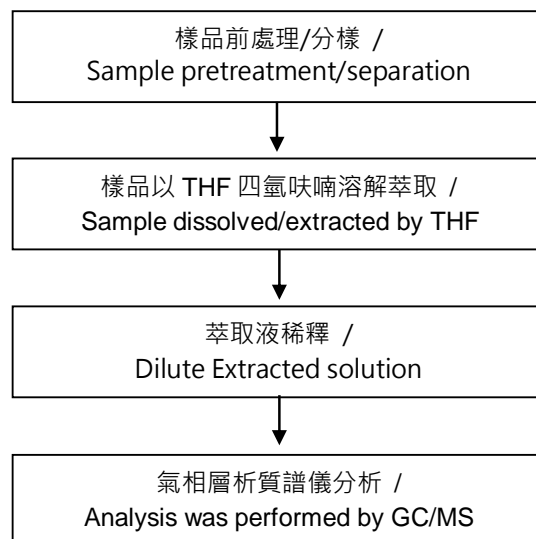 樣品前處理/分樣 /
Sample pretreatment/separation
樣品以 THF 四氫呋喃溶解萃取 /
Sample dissolved/extracted by THF
萃取液稀釋 /
Dilute Extracted solution
氣相層析質譜儀分析 /
Analysis was performed by GC/MS